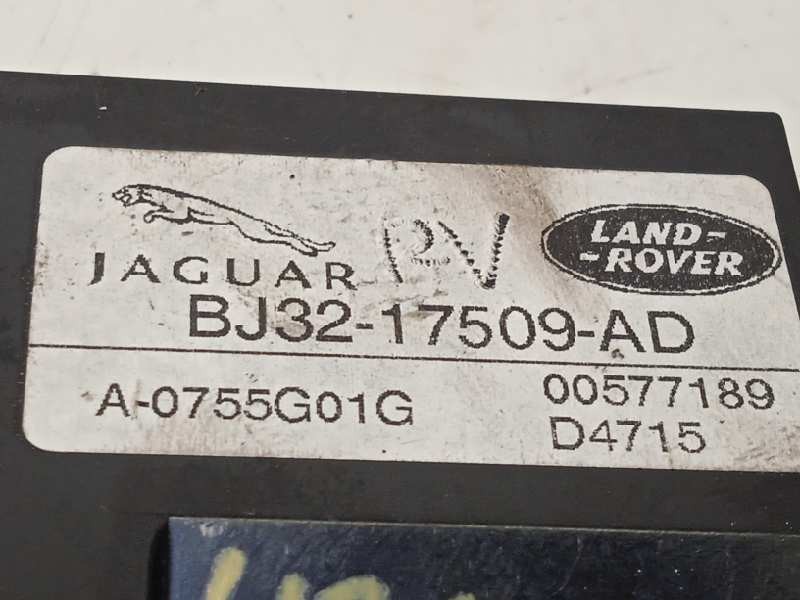 JAGUAR
LAND-
-ROVER
BJ32-17509-AD
A-0755G01G
00577189
D4715